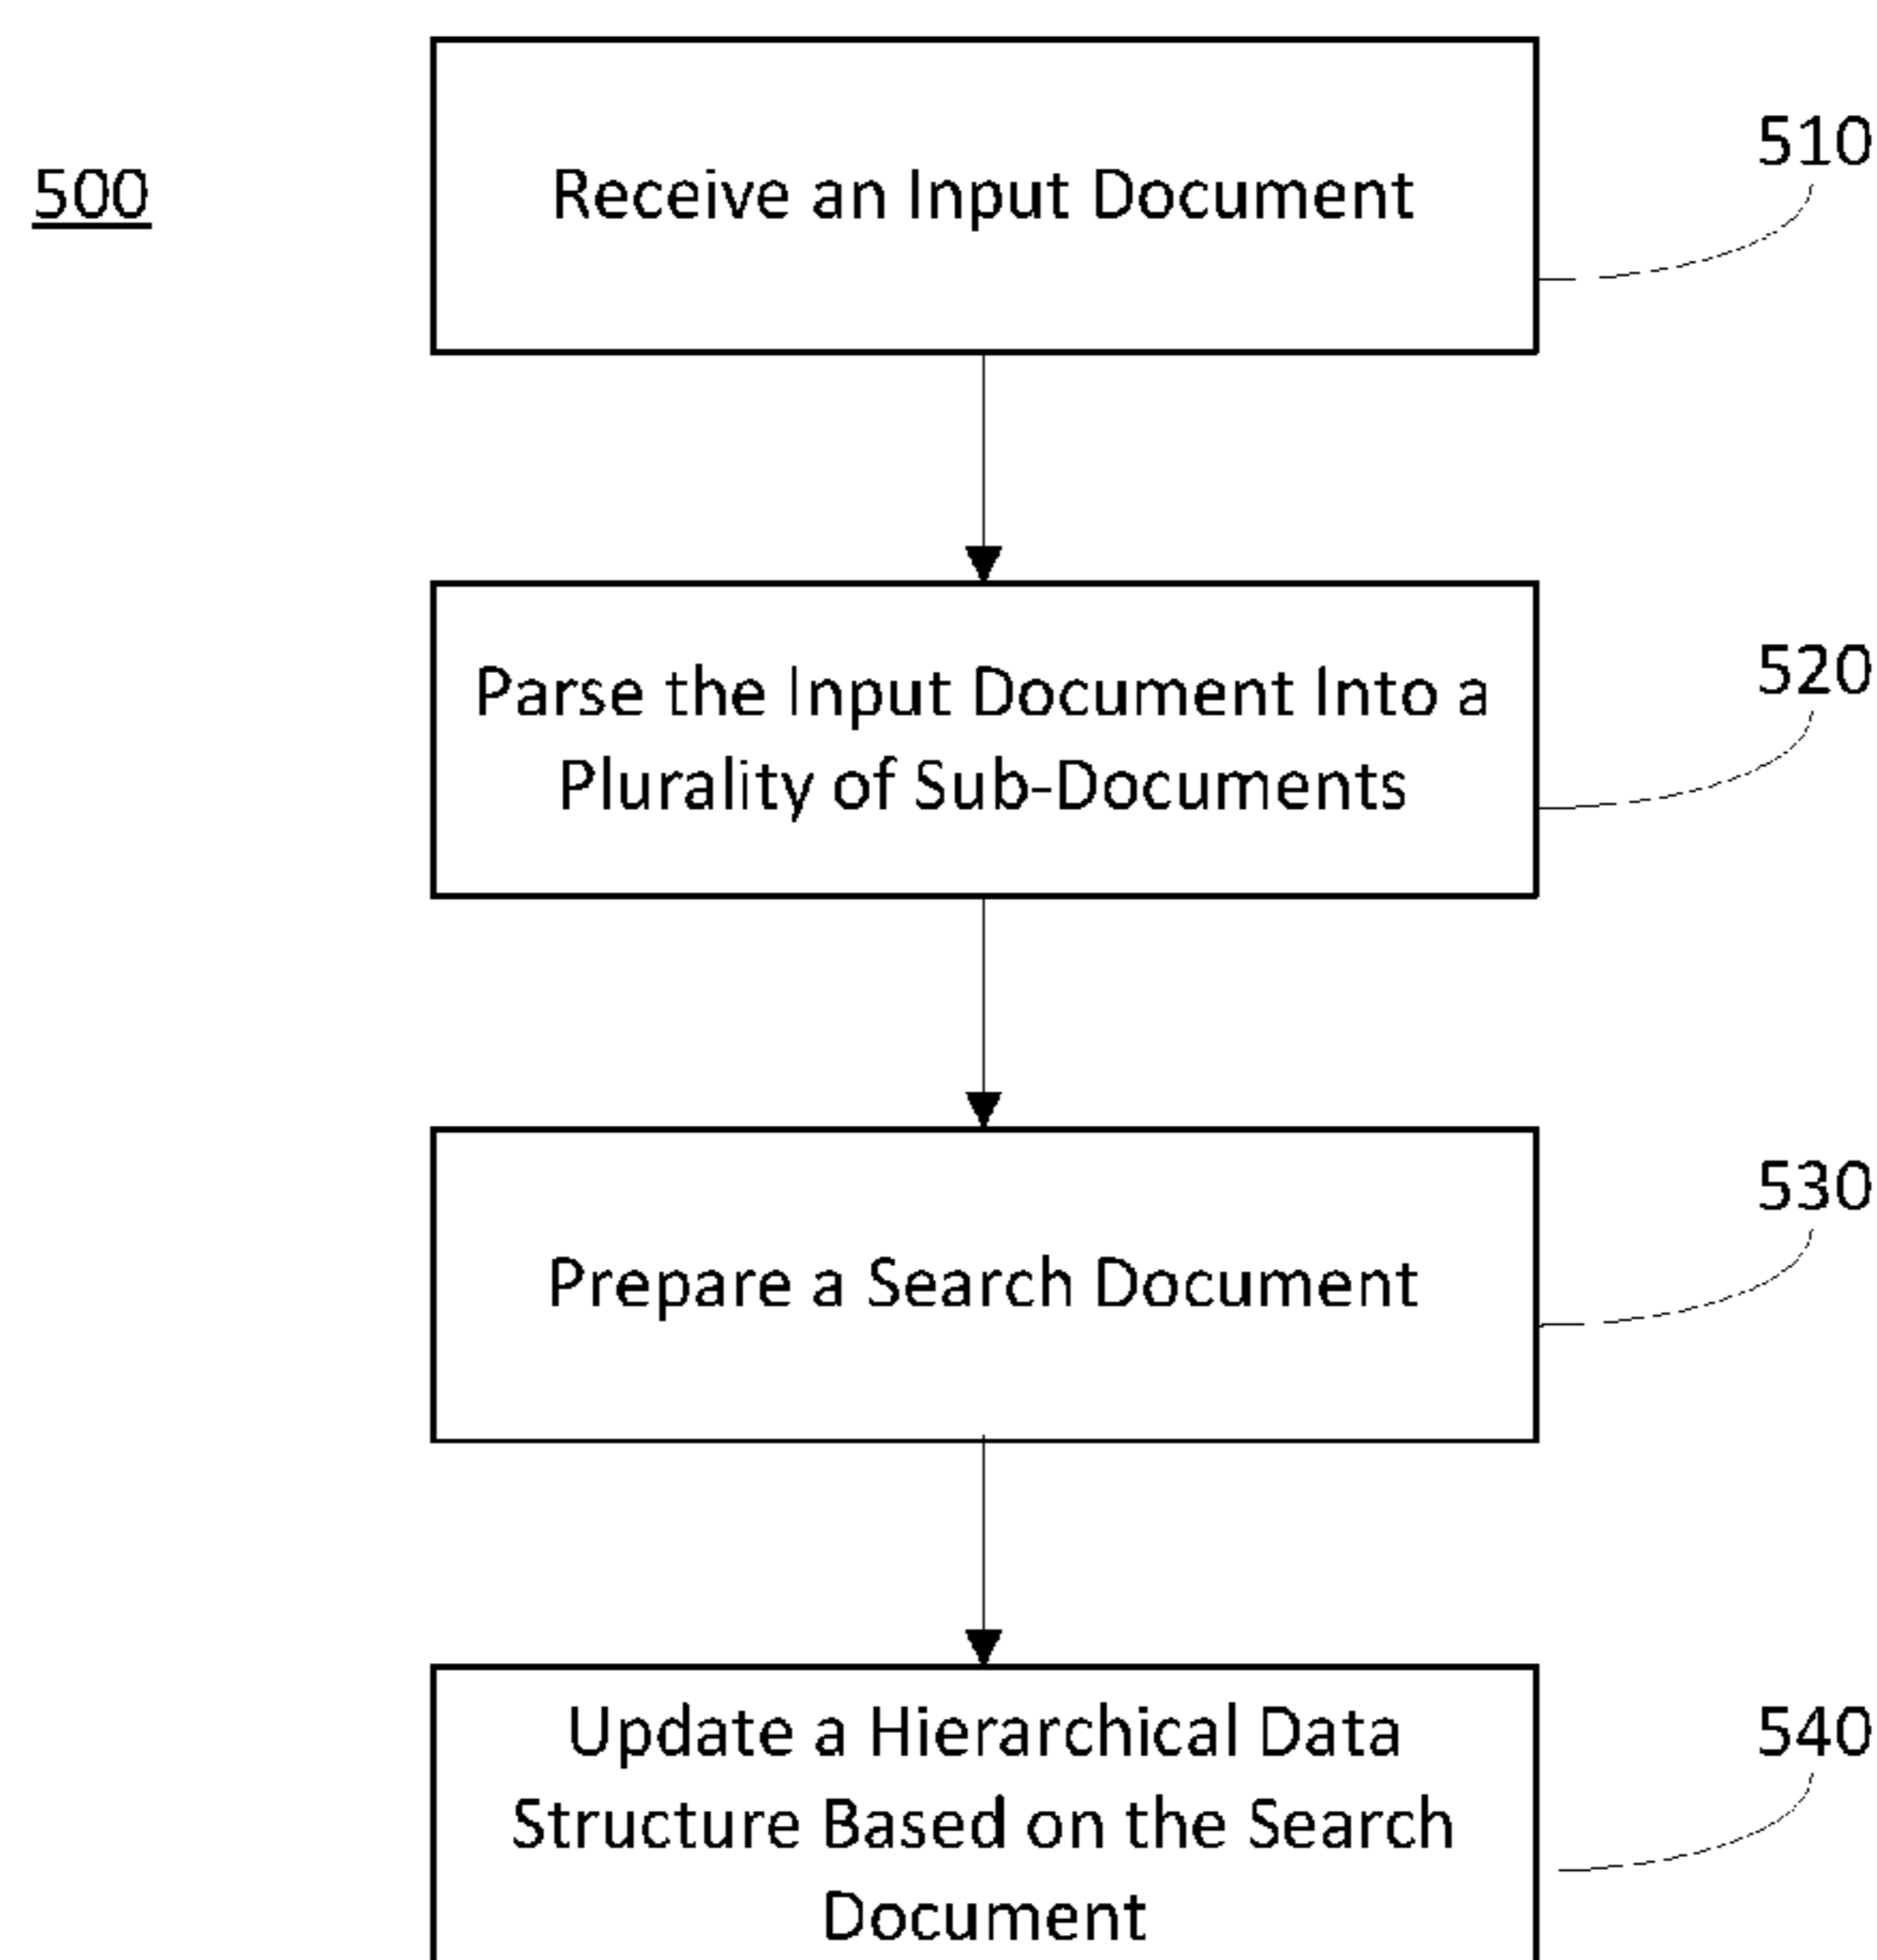 500
Receive an Input Document
510
Parse the Input Document Into a
Plurality of Sub-Documents
520
Prepare a Search Document
530
Update a Hierarchical Data
Structure Based on the Search
Document
540